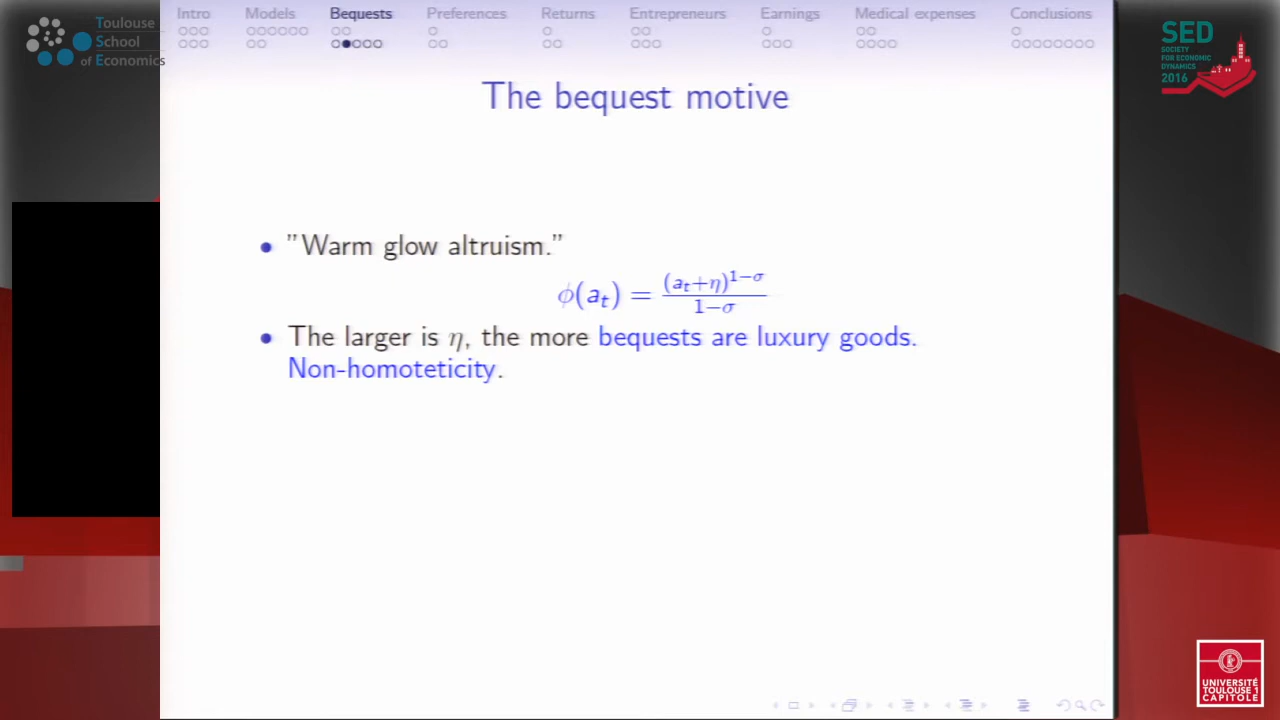 Toulouse
School
of Economics
Intro Models Bequests Preferences Returns Entrepreneurs Earnings Medical expenses Conclusions
SED
SOCIETY
FOR ECONOMIC
DYNAMICS
2016
The bequest motive
"Warm glow altruism."
ϕ(a_t) = (a_t+η)^{1−σ} / 1−σ
The larger is η, the more bequests are luxury goods.
Non-homoteticity.
UNIVERSITÉ
TOULOUSE 1
CAPITOLE